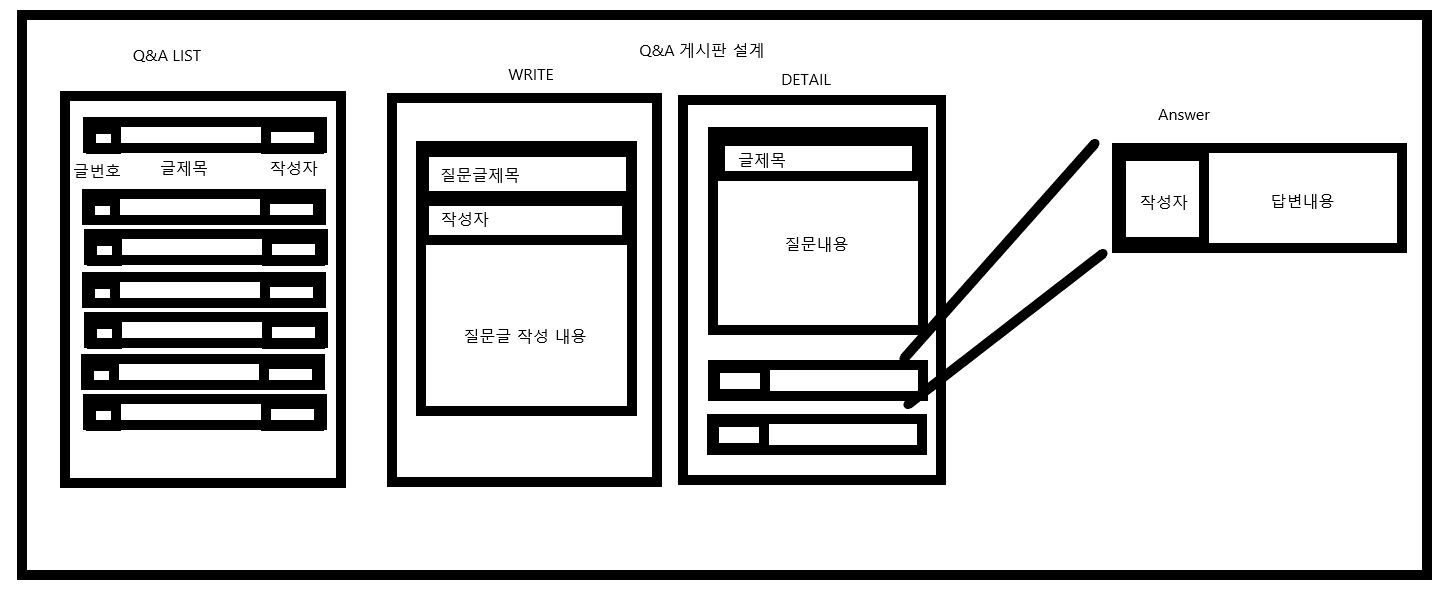 Q&A 게시판 설계
Q&A LIST
글번호
글제목
작성자
WRITE
질문글제목
작성자
질문글 작성 내용
DETAIL
글제목
질문내용
Answer
작성자
답변내용